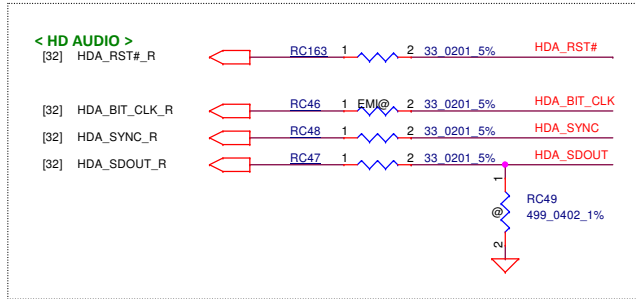 < HD AUDIO >
[32] HDA_RST#_R RC163 1 2 33_0201_5% HDA_RST#
[32] HDA_BIT_CLK_R RC46 1 EMI@ 2 33_0201_5% HDA_BIT_CLK
[32] HDA_SYNC_R RC48 1 2 33_0201_5% HDA_SYNC
[32] HDA_SDOUT_R RC47 1 2 33_0201_5% HDA_SDOUT
1
RC49
@ 499_0402_1%
2